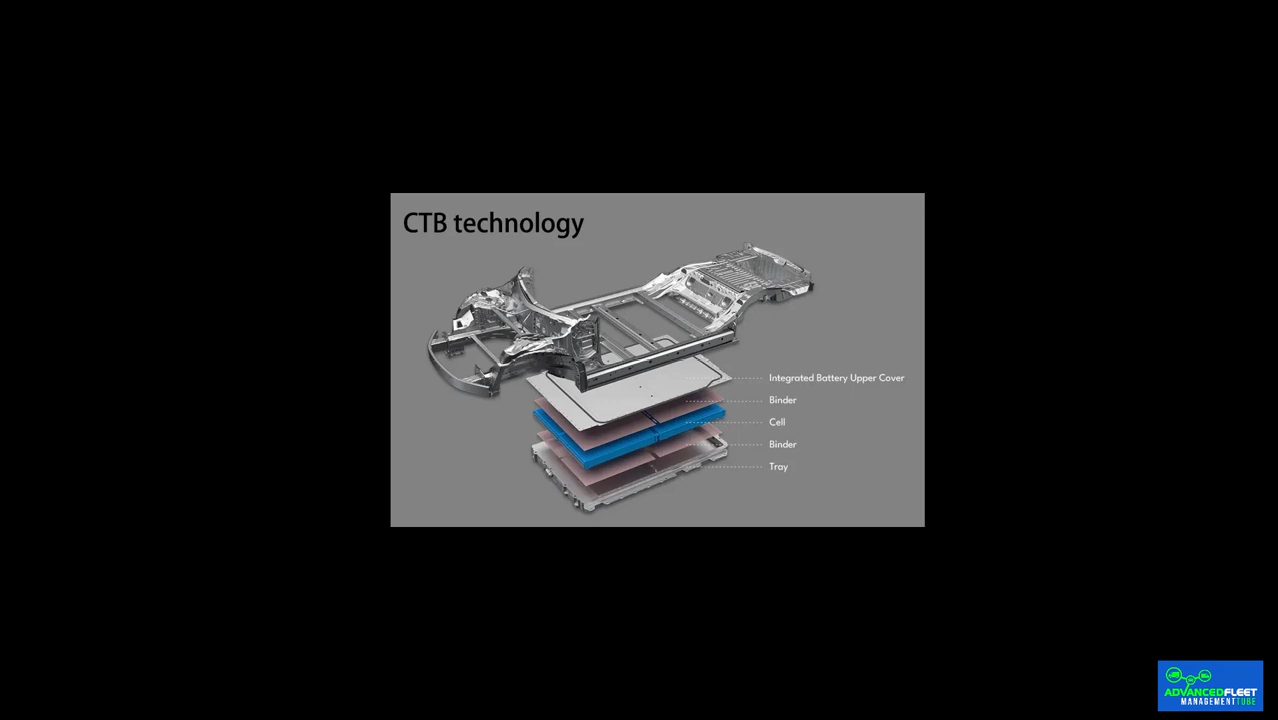 CTB technology
Integrated Battery Upper Cover
Binder
Cell
Binder
Tray
ADVANCEDFLEET
MANAGEMENTTUBE